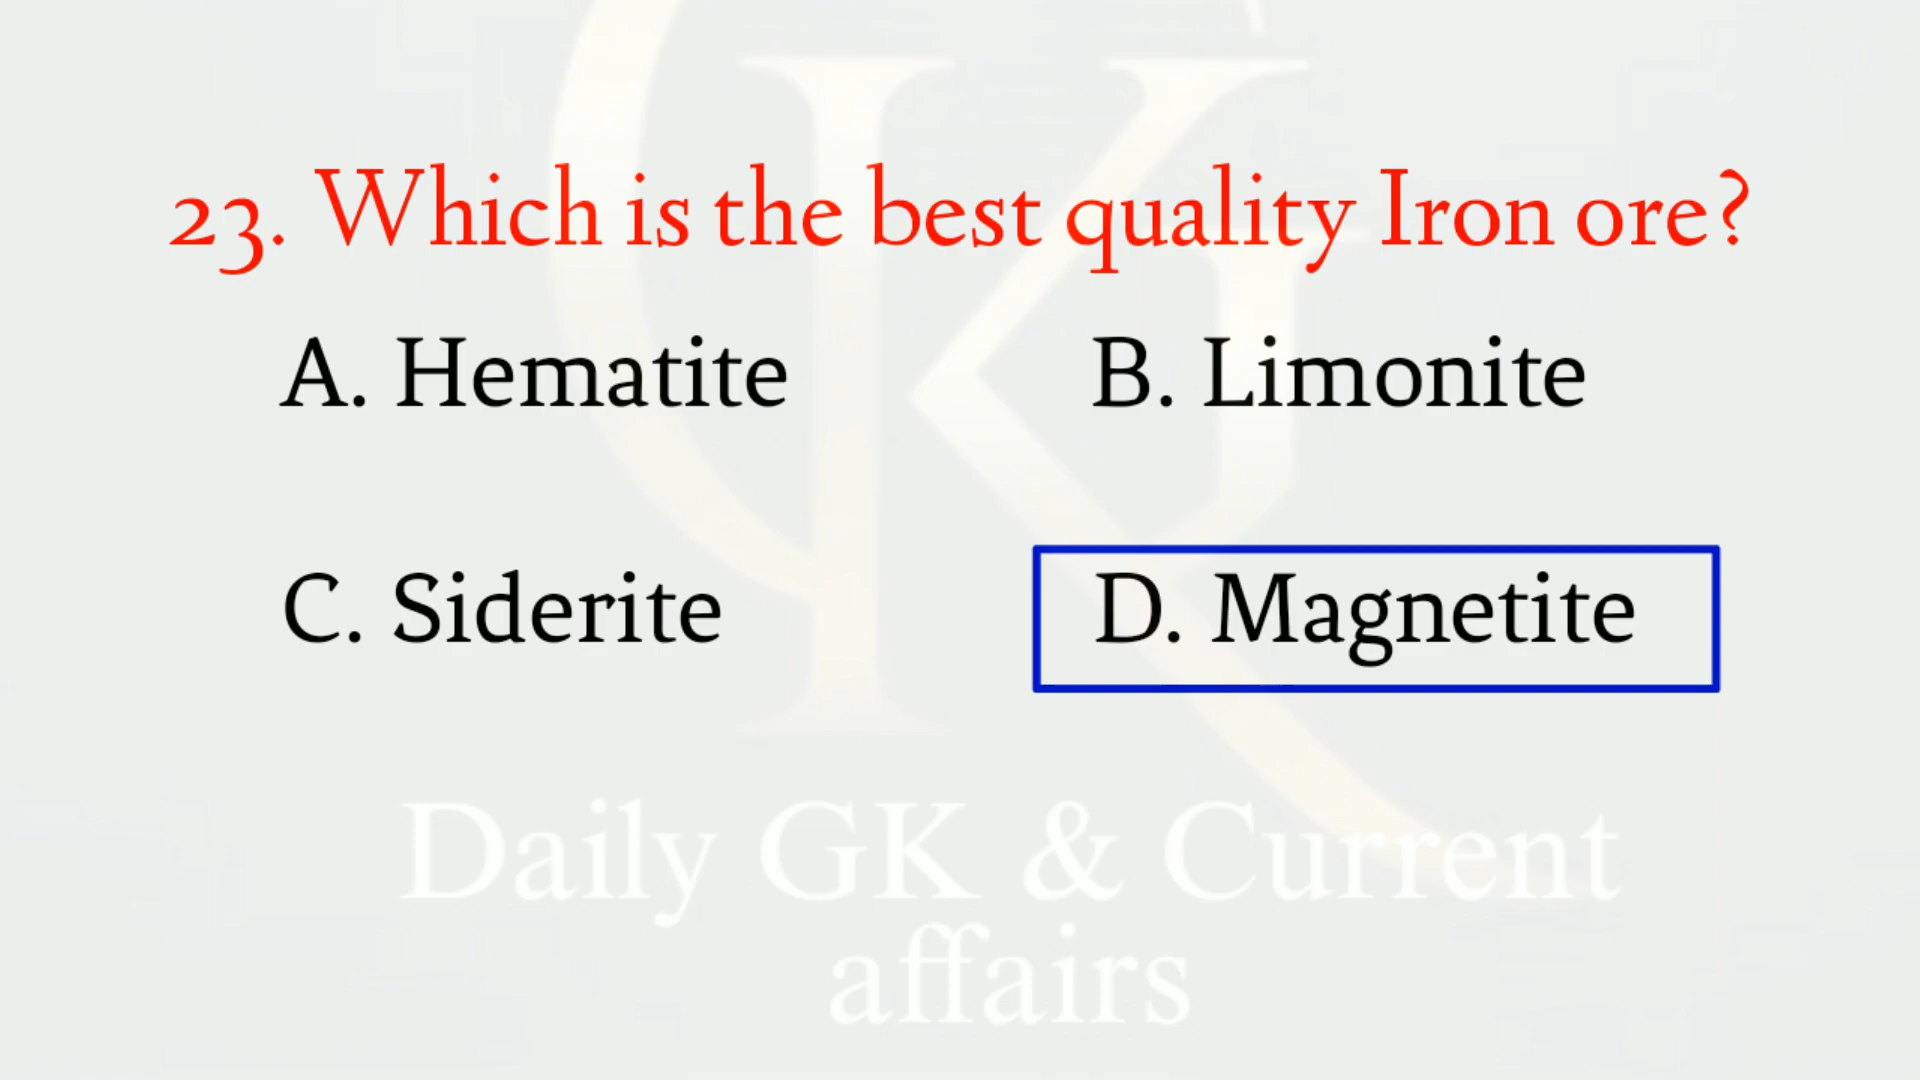 23. Which is the best quality Iron ore?
A. Hematite
B. Limonite
C. Siderite
D. Magnetite
Daily GK & Current
affairs